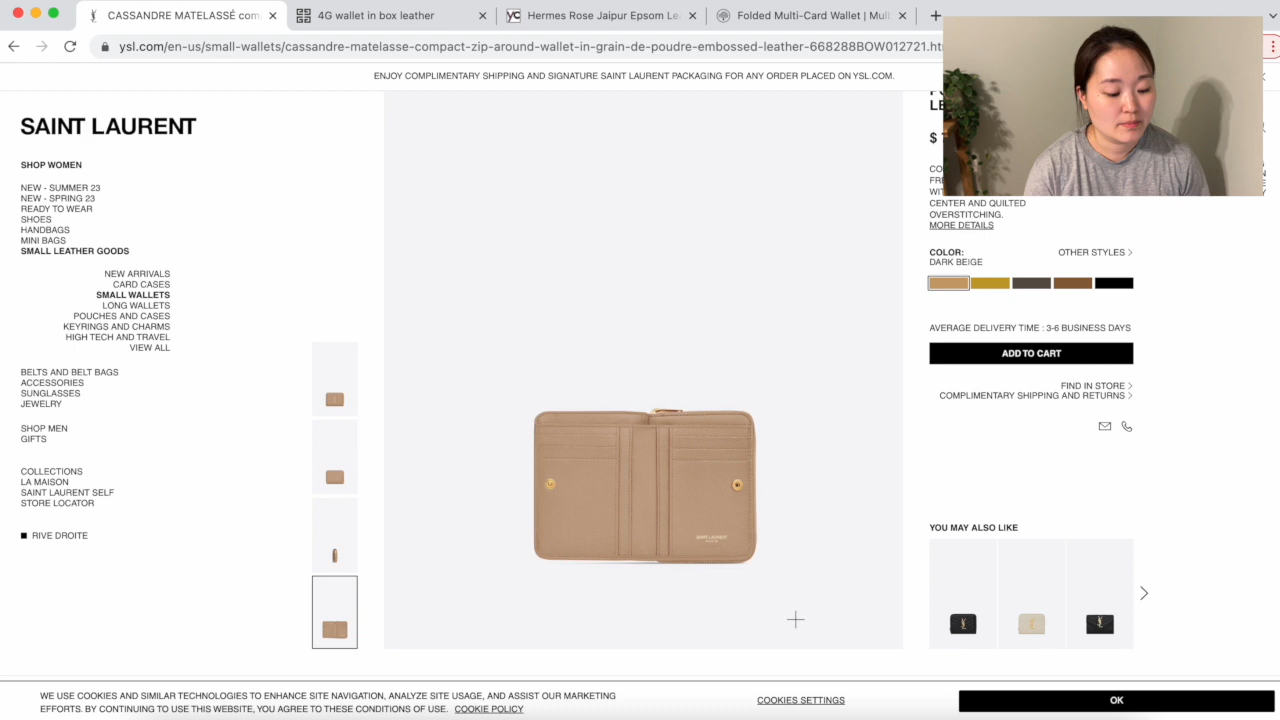 CASSANDRE MATELASSÉ com
4G wallet in box leather
Hermes Rose Jaipur Epsom Le
Folded Multi-Card Wallet | Mul
ysl.com/en-us/small-wallets/cassandre-matelasse-compact-zip-around-wallet-in-grain-de-poudre-embossed-leather-668288BOW012721.ht
ENJOY COMPLIMENTARY SHIPPING AND SIGNATURE SAINT LAURENT PACKAGING FOR ANY ORDER PLACED ON YSL.COM.
SAINT LAURENT
SHOP WOMEN
NEW - SUMMER 23
NEW - SPRING 23
READY TO WEAR
SHOES
HANDBAGS
MINI BAGS
SMALL LEATHER GOODS
NEW ARRIVALS
CARD CASES
SMALL WALLETS
LONG WALLETS
POUCHES AND CASES
KEYRINGS AND CHARMS
HIGH TECH AND TRAVEL
VIEW ALL
BELTS AND BELT BAGS
ACCESSORIES
SUNGLASSES
JEWELRY
SHOP MEN
GIFTS
COLLECTIONS
LA MAISON
SAINT LAURENT SELF
STORE LOCATOR
RIVE DROITE
SAINT LAURENT
LE
$
CO
FRE
WIT
CENTER AND QUILTED
OVERSTITCHING.
MORE DETAILS
COLOR:
OTHER STYLES
DARK BEIGE
AVERAGE DELIVERY TIME : 3-6 BUSINESS DAYS
ADD TO CART
FIND IN STORE
COMPLIMENTARY SHIPPING AND RETURNS
YOU MAY ALSO LIKE
WE USE COOKIES AND SIMILAR TECHNOLOGIES TO ENHANCE SITE NAVIGATION, ANALYZE SITE USAGE, AND ASSIST OUR MARKETING
EFFORTS. BY CONTINUING TO USE THIS WEBSITE, YOU AGREE TO THESE CONDITIONS OF USE. COOKIE POLICY
COOKIES SETTINGS
OK